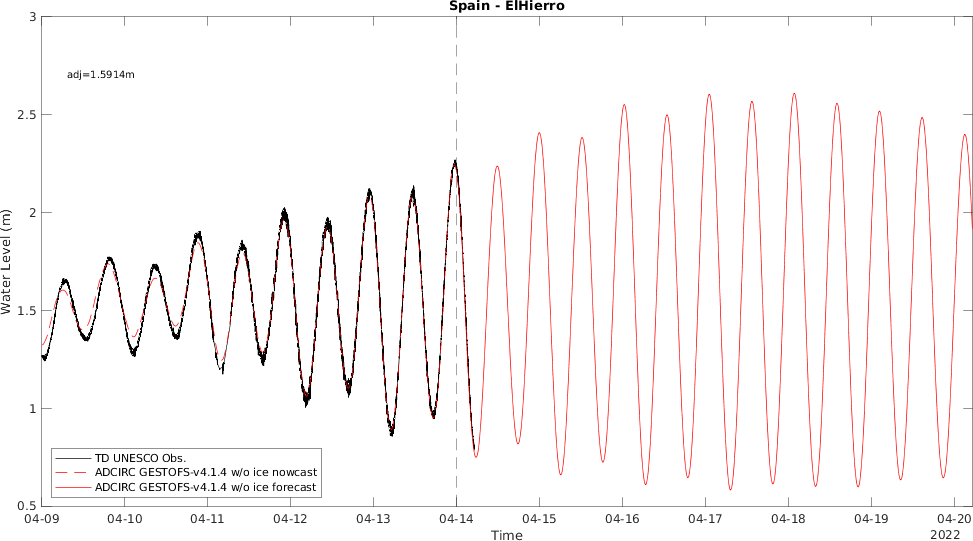 Spain - ElHierro
3
adj=1.5914m
2.5
2
Water Level (m)
1.5
1
TD UNESCO Obs.
ADCIRC GESTOFS-v4.1.4 w/o ice nowcast
ADCIRC GESTOFS-v4.1.4 w/o ice forecast
0.5
04-09 04-10 04-11 04-12 04-13 04-14 04-15 04-16 04-17 04-18 04-19 04-20
Time 2022